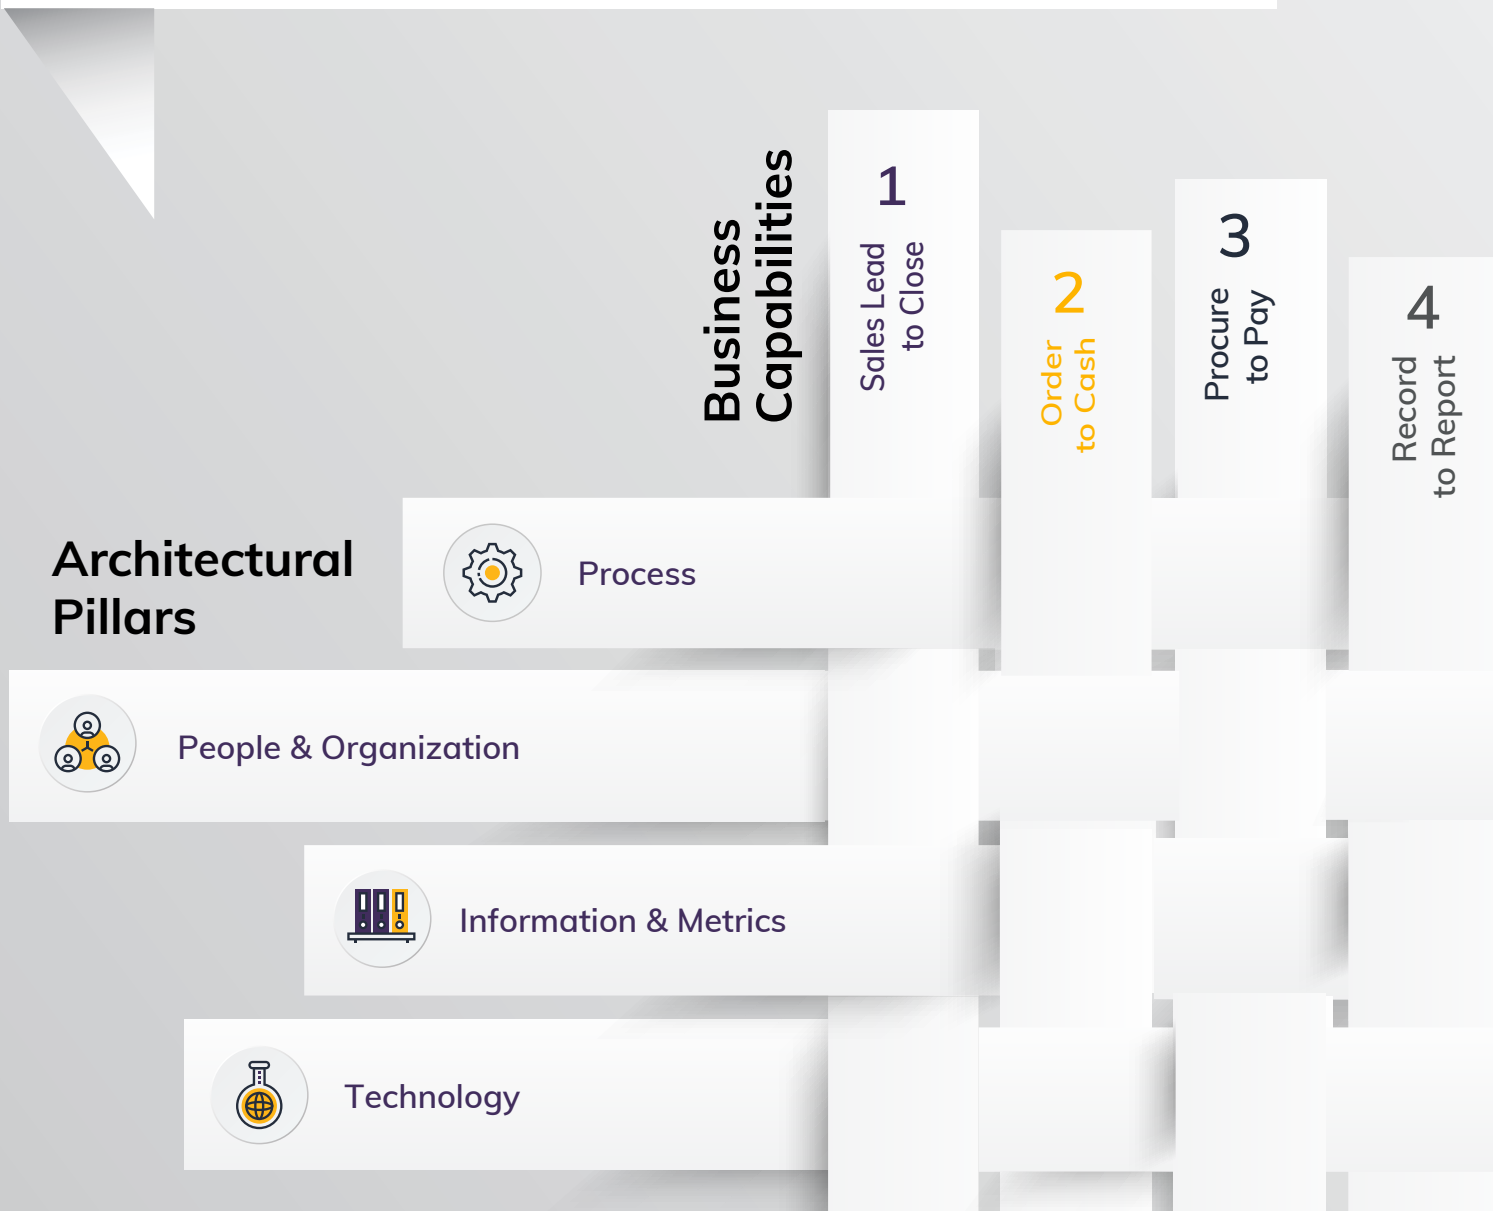 Business
Capabilities
1
Sales Lead
to Close
2
Order
to Cash
3
Procure
to Pay
4
Record
to Report
Architectural
Pillars
Process
People & Organization
Information & Metrics
Technology